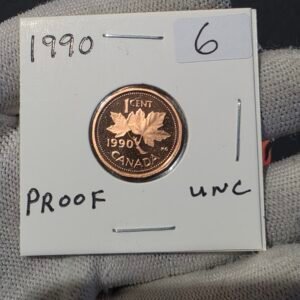 1990 6
1 CENT
1990
CANADA
PROOF UNC